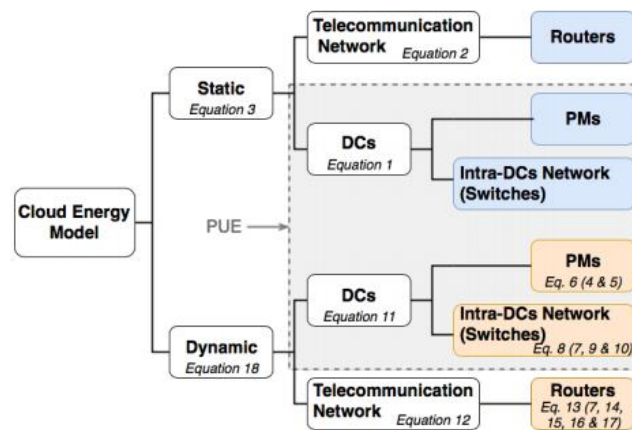 Telecommunication
Network
Equation 2
Routers
Static
Equation 3
DCs
Equation 1
PMs
Intra-DCs Network
(Switches)
Cloud Energy
Model
PUE
DCs
Equation 11
PMs
Eq. 6 (4 & 5)
Intra-DCs Network
(Switches)
Eq. 8 (7, 9 & 10)
Dynamic
Equation 18
Telecommunication
Network
Equation 12
Routers
Eq. 13 (7, 14,
15, 16 & 17)